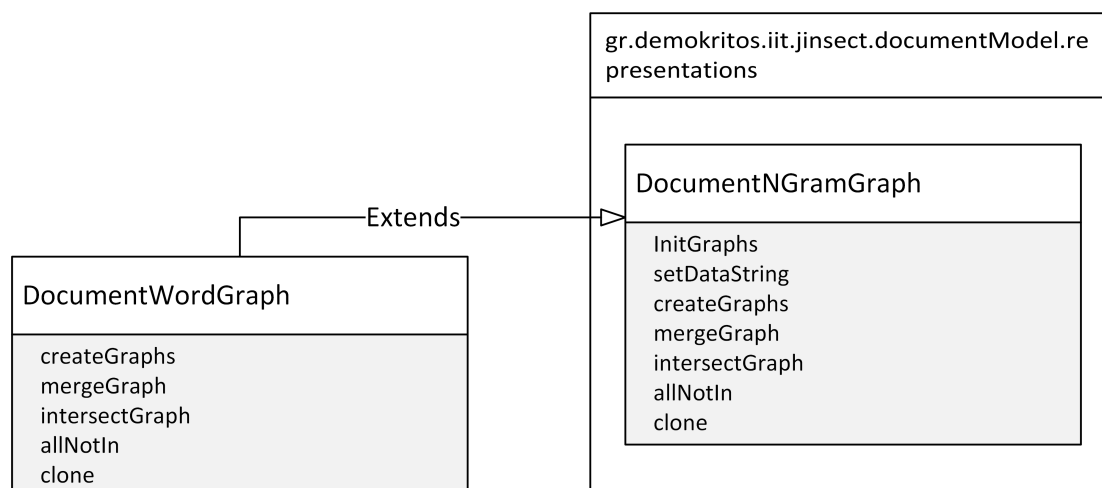 gr.demokritos.iit.jinsect.documentModel.re
presentations
DocumentNGramGraph
InitGraphs
setDataString
createGraphs
mergeGraph
intersectGraph
allNotIn
clone
Extends
DocumentWordGraph
createGraphs
mergeGraph
intersectGraph
allNotIn
clone